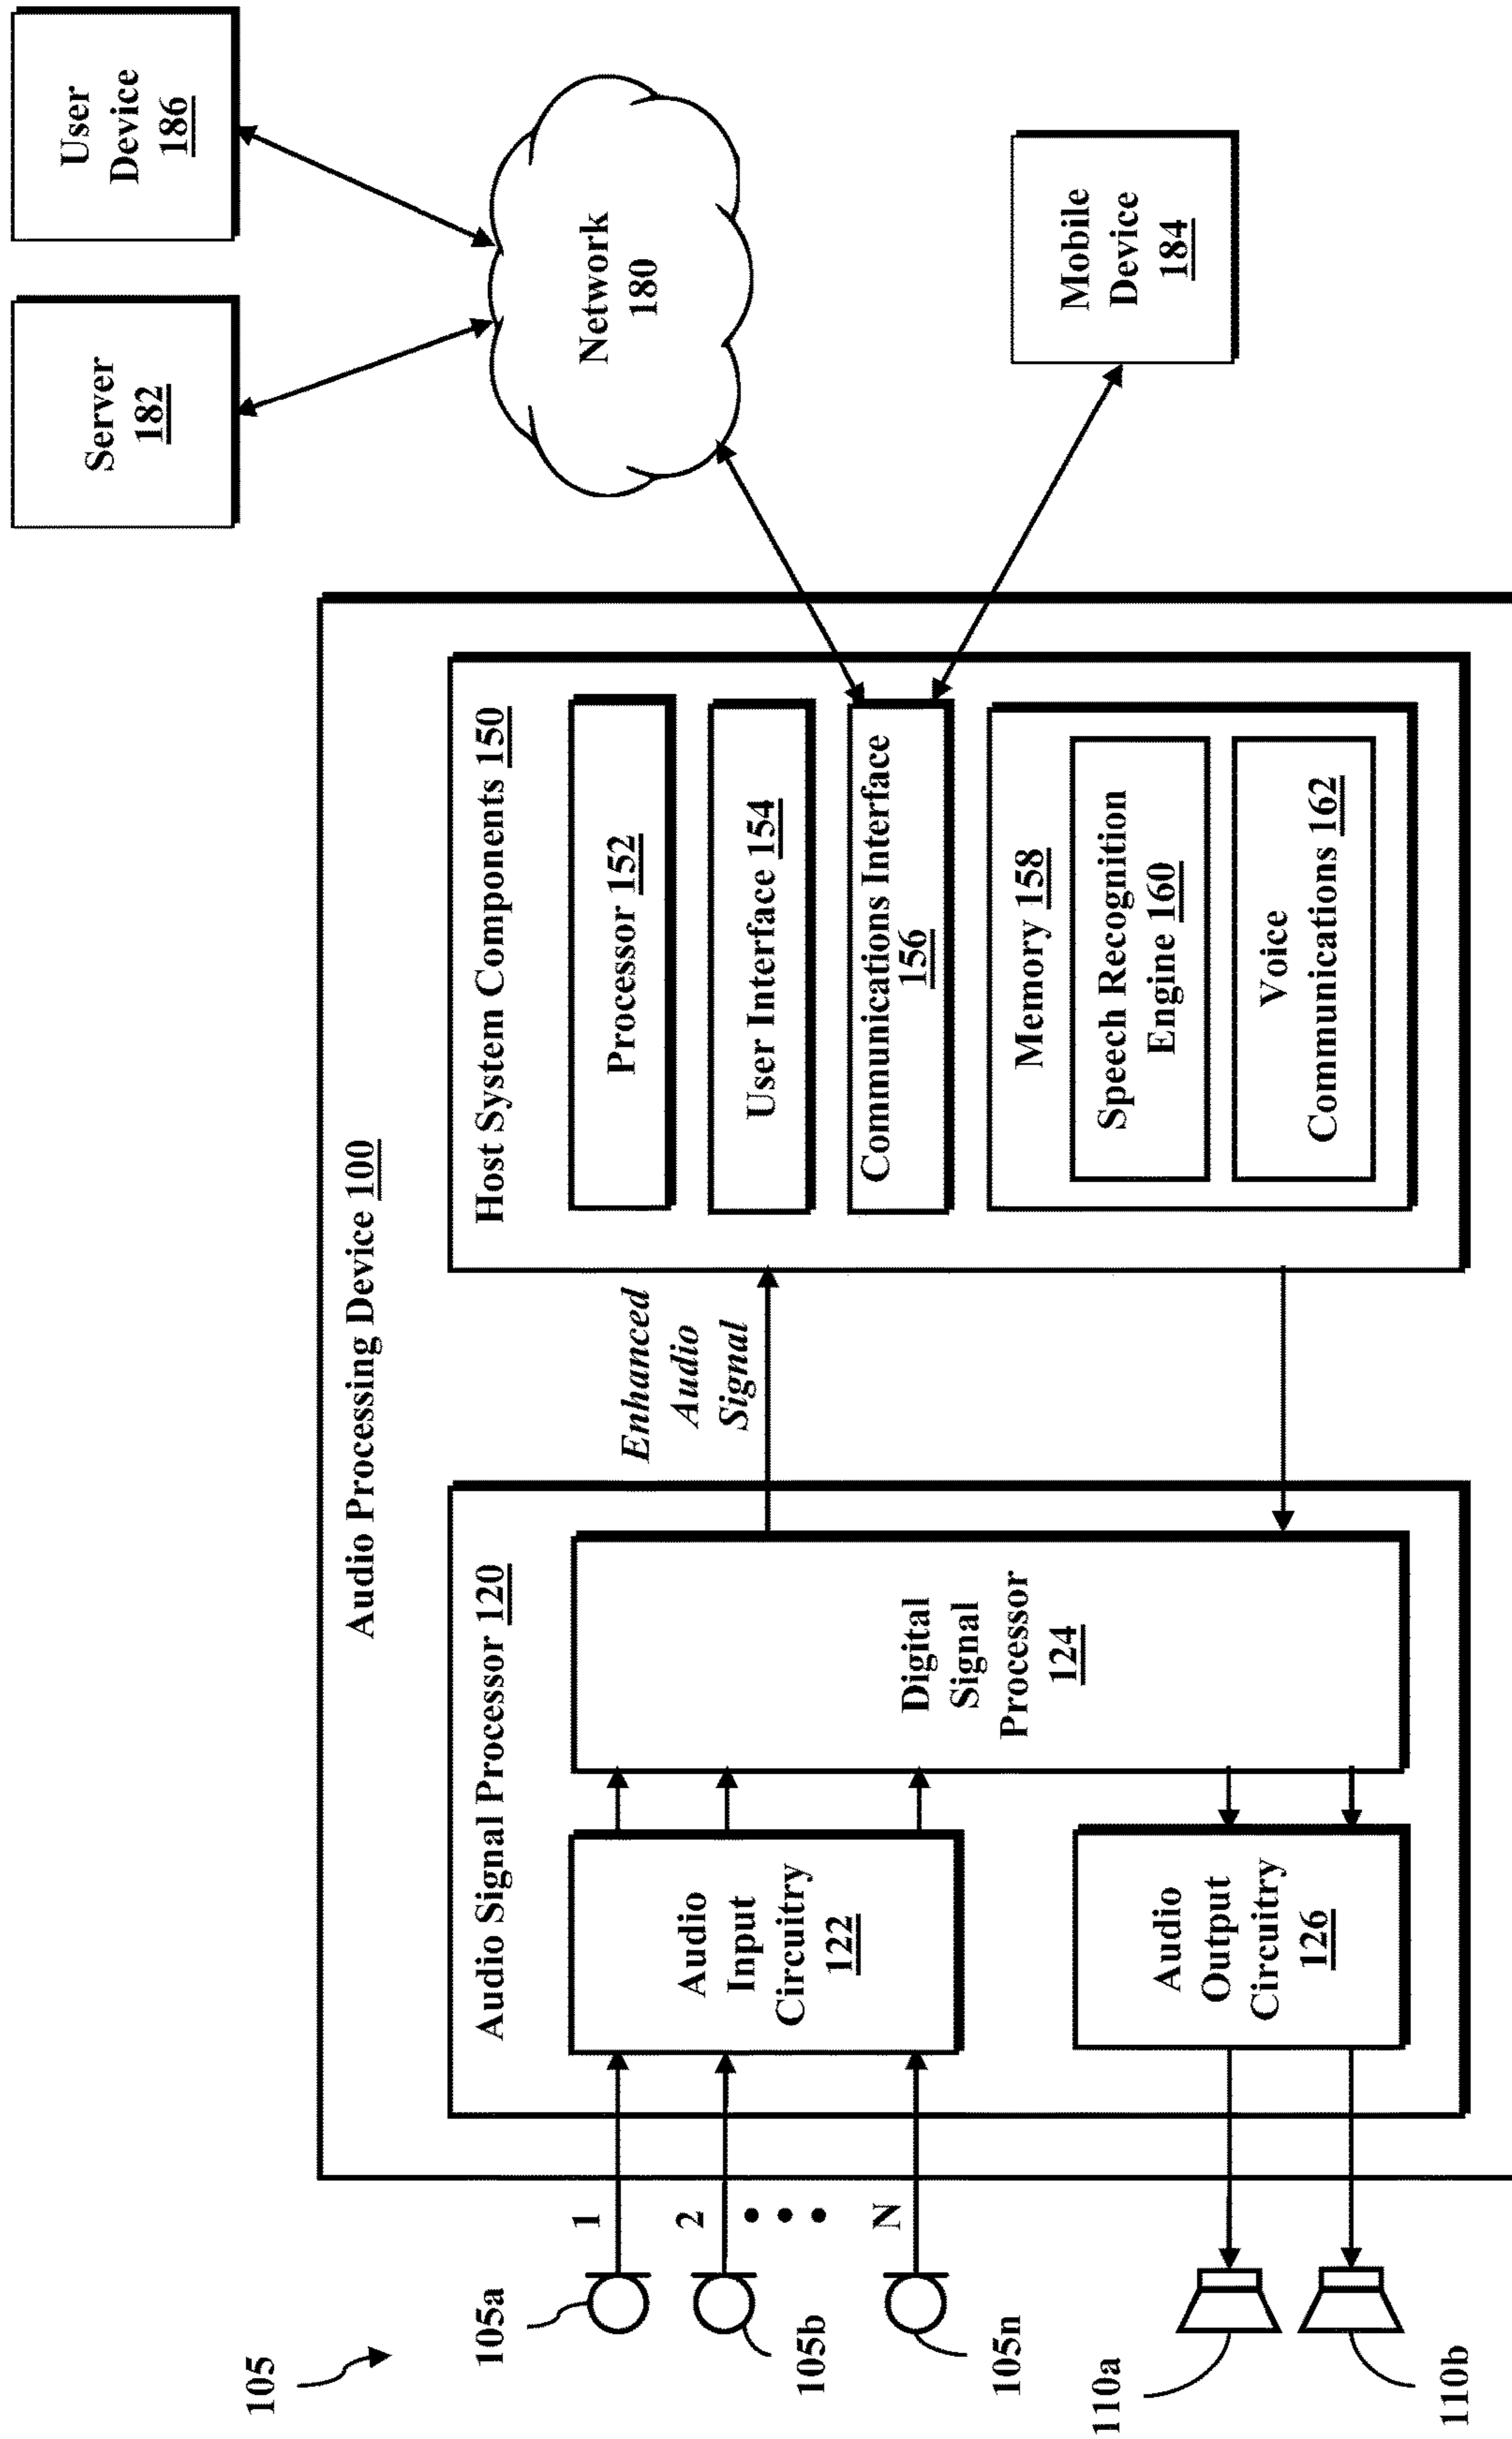 Audio Processing Device 100
105
105a
105b
105n
1
2
N
110a
110b
Audio Signal Processor 120
Audio
Input
Circuitry
122
Audio
Output
Circuitry
126
Digital
Signal
Processor
124
Enhanced
Audio
Signal
Host System Components 150
Processor 152
User Interface 154
Communications Interface
156
Memory 158
Speech Recognition
Engine 160
Voice
Communications 162
Server
182
User
Device
186
Network
180
Mobile
Device
184